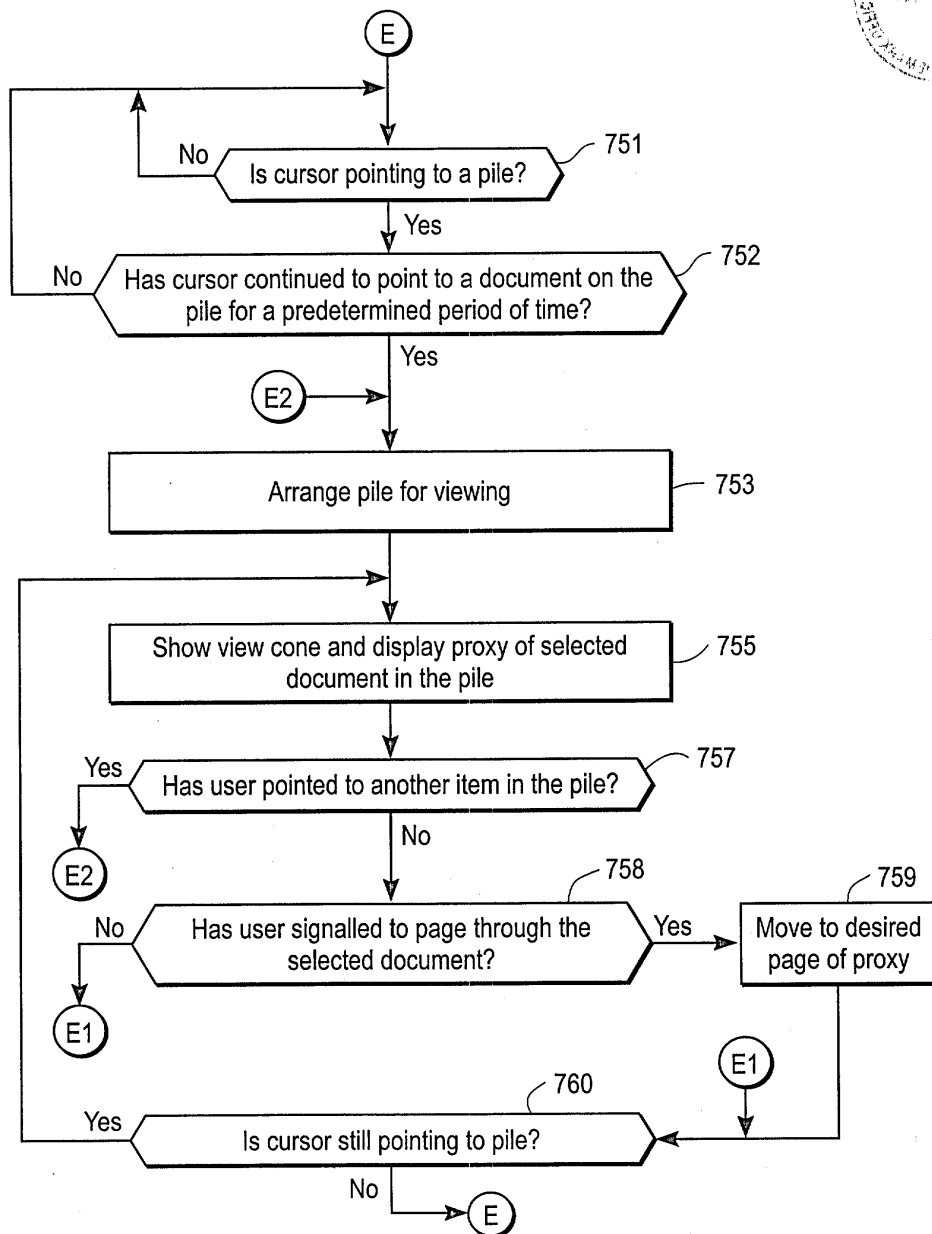 E
No
Is cursor pointing to a pile?
751
Yes
No
Has cursor continued to point to a document on the
pile for a predetermined period of time?
752
Yes
E2
Arrange pile for viewing
753
Show view cone and display proxy of selected
document in the pile
755
Yes
Has user pointed to another item in the pile?
757
E2
No
No
Has user signalled to page through the
selected document?
758
Yes
Move to desired
page of proxy
759
E1
E1
Yes
Is cursor still pointing to pile?
760
No
E